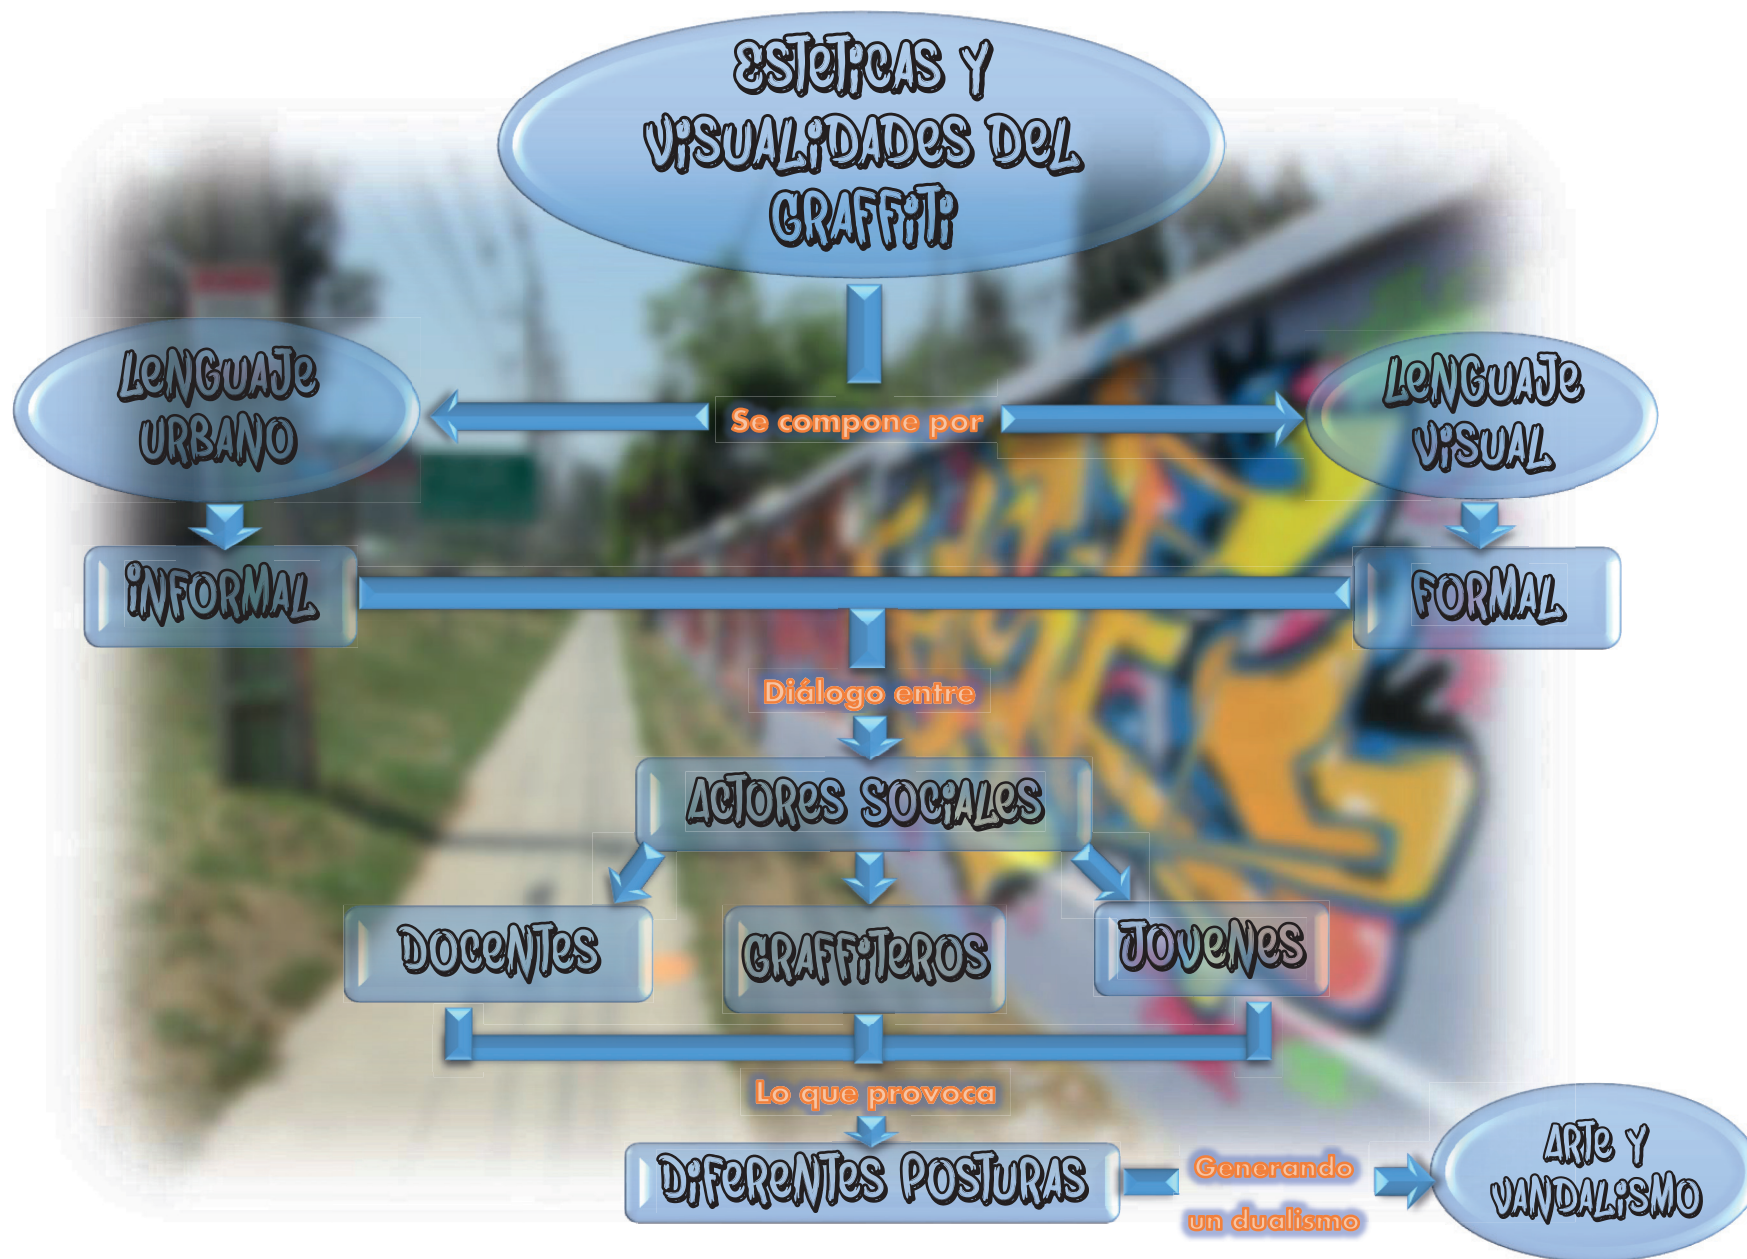 ESTETICAS Y
VISUALIDADES DEL
GRAFFITI
LENGUAJE
URBANO
Se compone por
LENGUAJE
VISUAL
INFORMAL
FORMAL
Diálogo entre
ACTORES SOCIALES
DOCENTES
GRAFFITEROS
JOVENES
Lo que provoca
DIFERENTES POSTURAS
Generando
un dualismo
ARTE Y
VANDALISMO